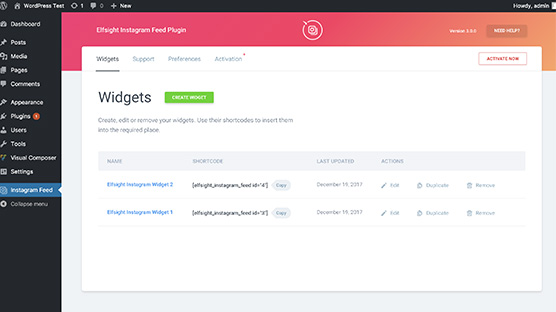 WordPress Test 1 0 New Howdy, admin
Dashboard
Posts
Media
Pages
Comments
Appearance
Plugins 1
Users
Tools
Visual Composer
Settings
Instagram Feed
Collapse menu
Elfsight Instagram Feed Plugin
Version 3.0.0 NEED HELP?
Widgets Support Preferences Activation
ACTIVATE NOW
Widgets CREATE WIDGET
Create, edit or remove your widgets. Use their shortcodes to insert them
into the required place.
NAME SHORTCODE LAST UPDATED ACTIONS
Elfsight Instagram Widget 2 [elfsight_instagram_feed id="4"] Copy December 19, 2017 Edit Duplicate Remove
Elfsight Instagram Widget 1 [elfsight_instagram_feed id="3"] Copy December 19, 2017 Edit Duplicate Remove